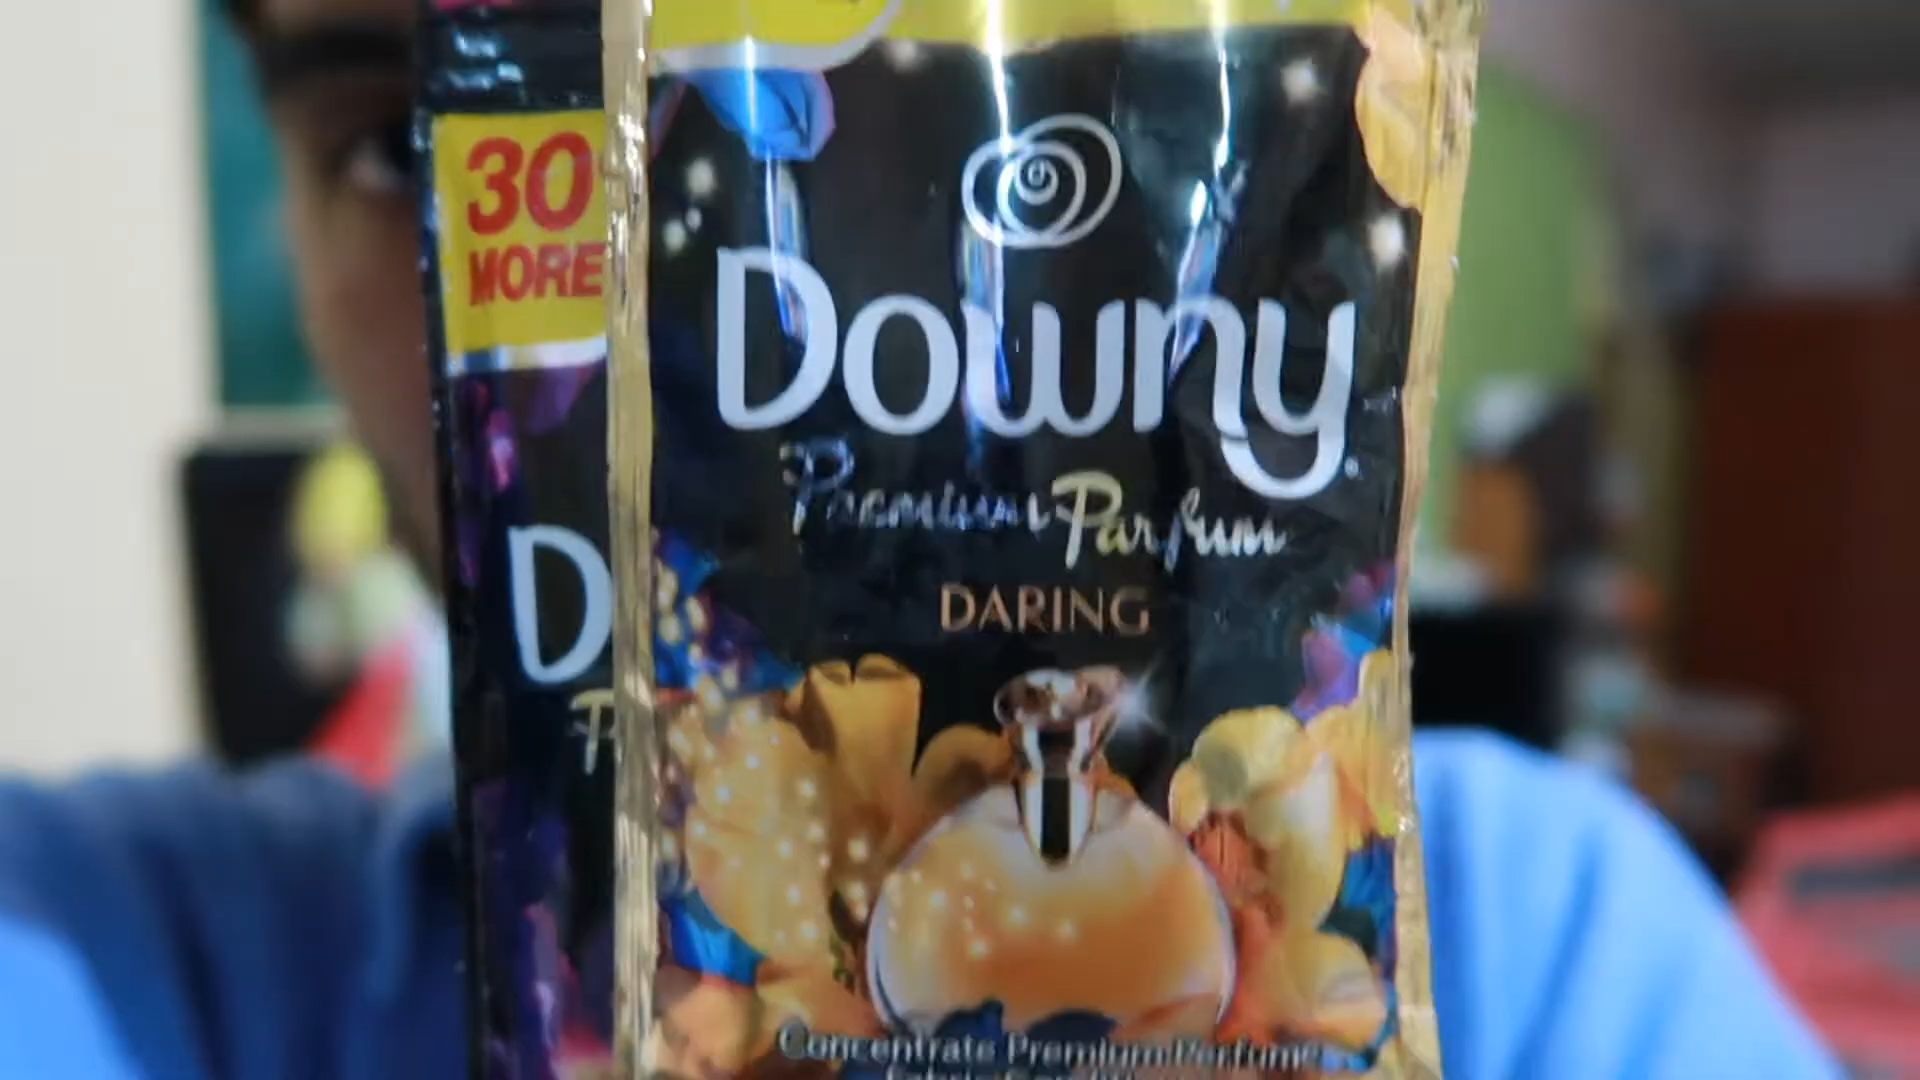 30
MORE
Downy
Premium Parfum
DARING
D
P
Concentrate Premium Perfume